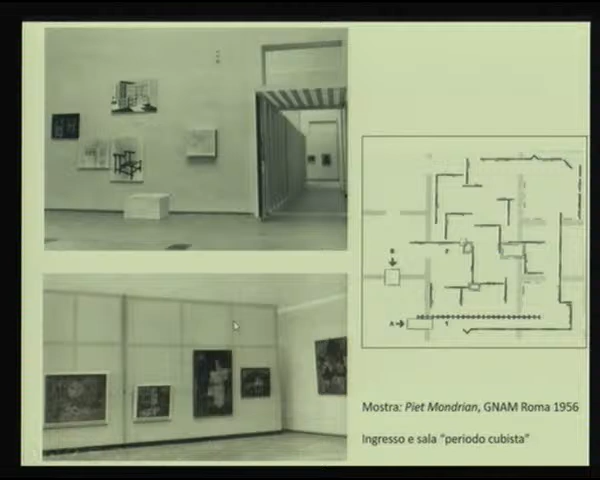 Mostra: Piet Mondrian, GNAM Roma 1956
Ingresso e sala "periodo cubista"